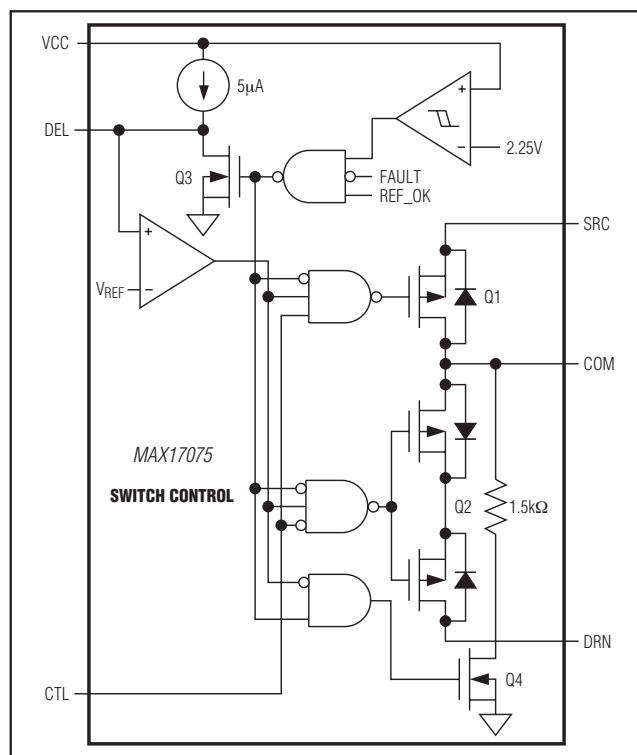 VCC
5μA
DEL
+
−
2.25V
Q3
FAULT
REF_OK
SRC
+
VREF −
Q1
COM
MAX17075
SWITCH CONTROL
Q2
1.5kΩ
DRN
CTL
Q4